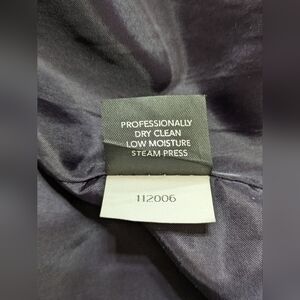 PROFESSIONALLY
DRY CLEAN
LOW MOISTURE
STEAM PRESS
112006